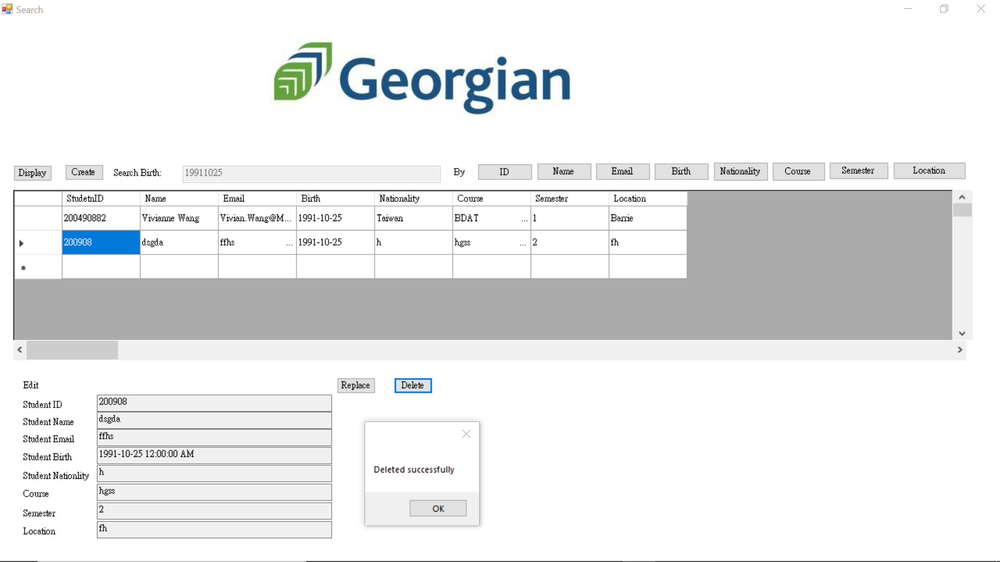 Search
Georgian
Display Create Search Birth: 19911025 By ID Name Email Birth Nationality Course Semester Location
StudetnID Name Email Birth Nationality Course Semester Location
200490882 Vivianne Wang Vivian.Wang@M... 1991-10-25 Taiwan BDAT ... 1 Barrie
200908 dsgda ffhs ... 1991-10-25 h hgss ... 2 fh
Edit Replace Delete
Student ID 200908
Student Name dsgda
Student Email ffhs
Student Birth 1991-10-25 12:00:00 AM
Student Nationlity h
Course hgss
Semester 2
Location fh
Deleted successfully
OK